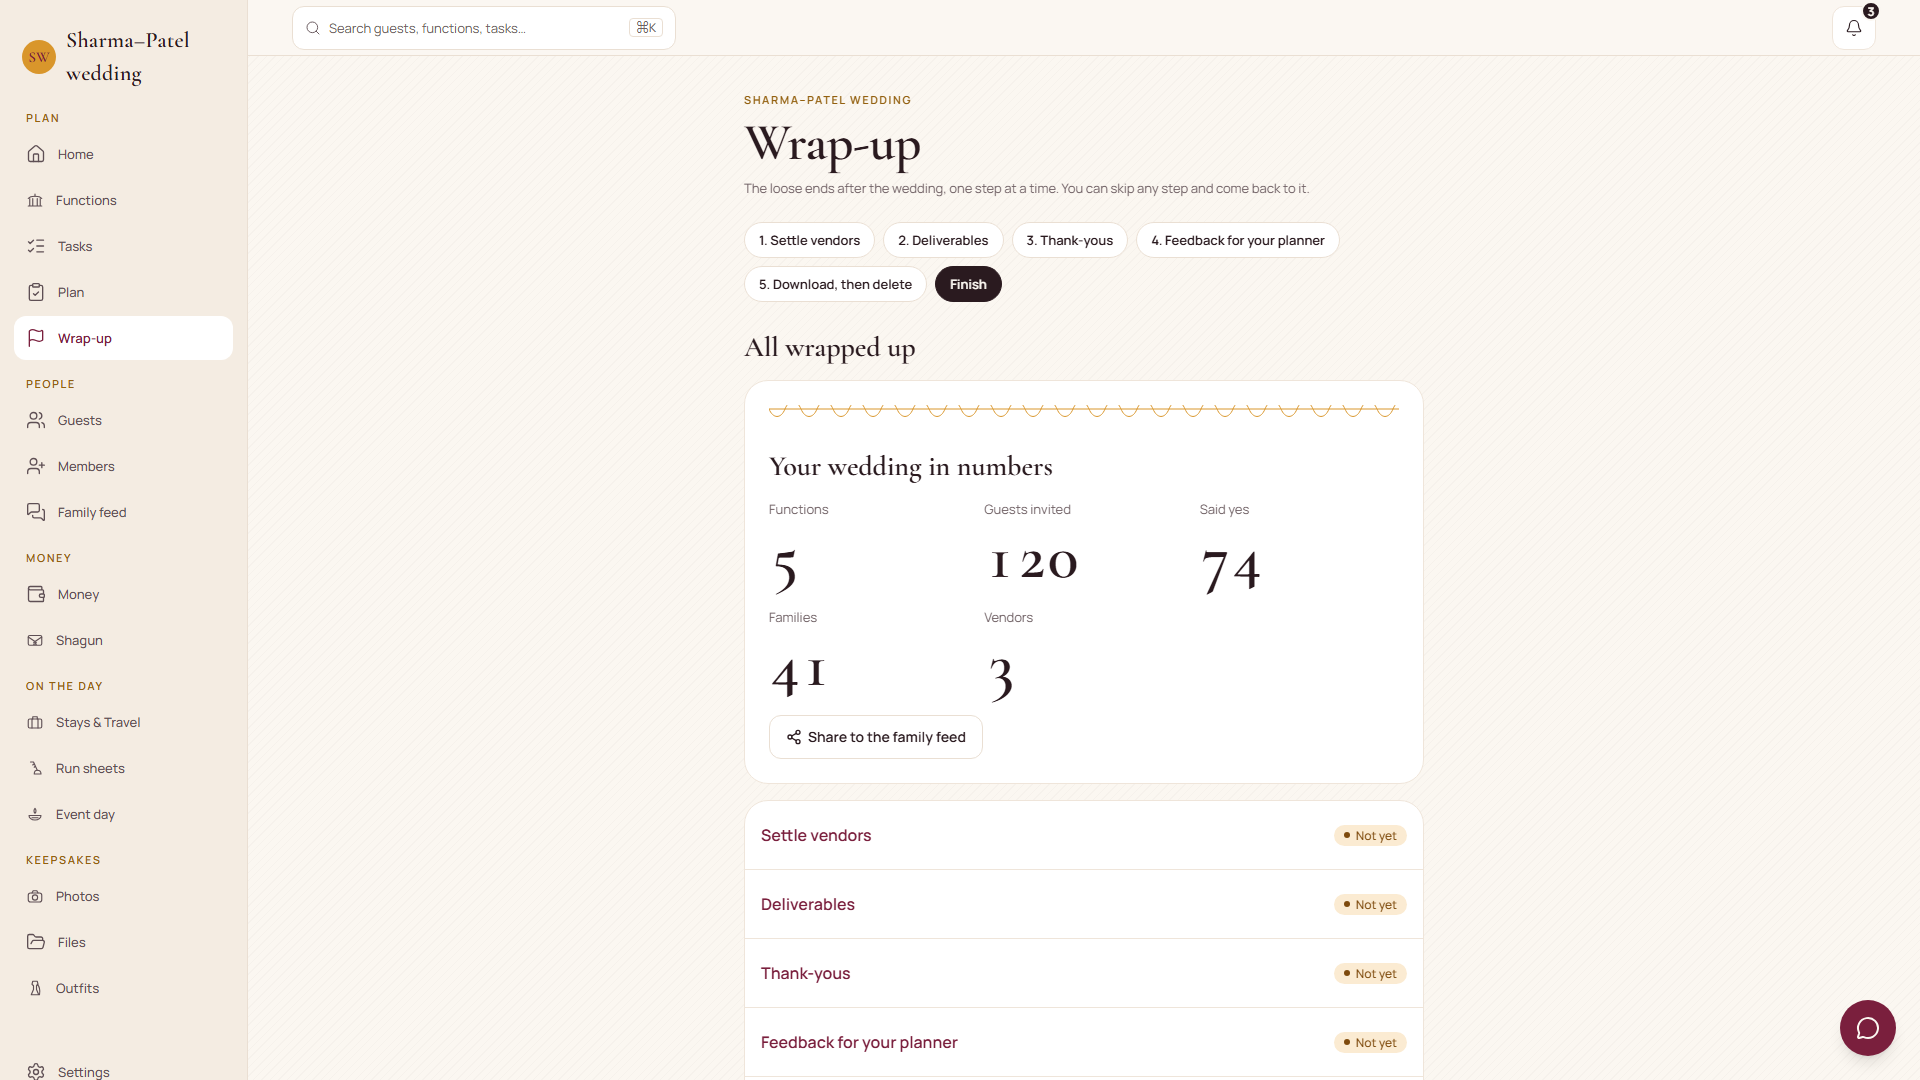 SW
Sharma–Patel
wedding
PLAN
Home
Functions
Tasks
Plan
Wrap-up
PEOPLE
Guests
Members
Family feed
MONEY
Money
Shagun
ON THE DAY
Stays & Travel
Run sheets
Event day
KEEPSAKES
Photos
Files
Outfits
Settings
Search guests, functions, tasks…
⌘K
3
SHARMA–PATEL WEDDING
Wrap-up
The loose ends after the wedding, one step at a time. You can skip any step and come back to it.
1. Settle vendors
2. Deliverables
3. Thank-yous
4. Feedback for your planner
5. Download, then delete
Finish
All wrapped up
Your wedding in numbers
Functions
5
Guests invited
120
Said yes
74
Families
41
Vendors
3
Share to the family feed
Settle vendors
Not yet
Deliverables
Not yet
Thank-yous
Not yet
Feedback for your planner
Not yet